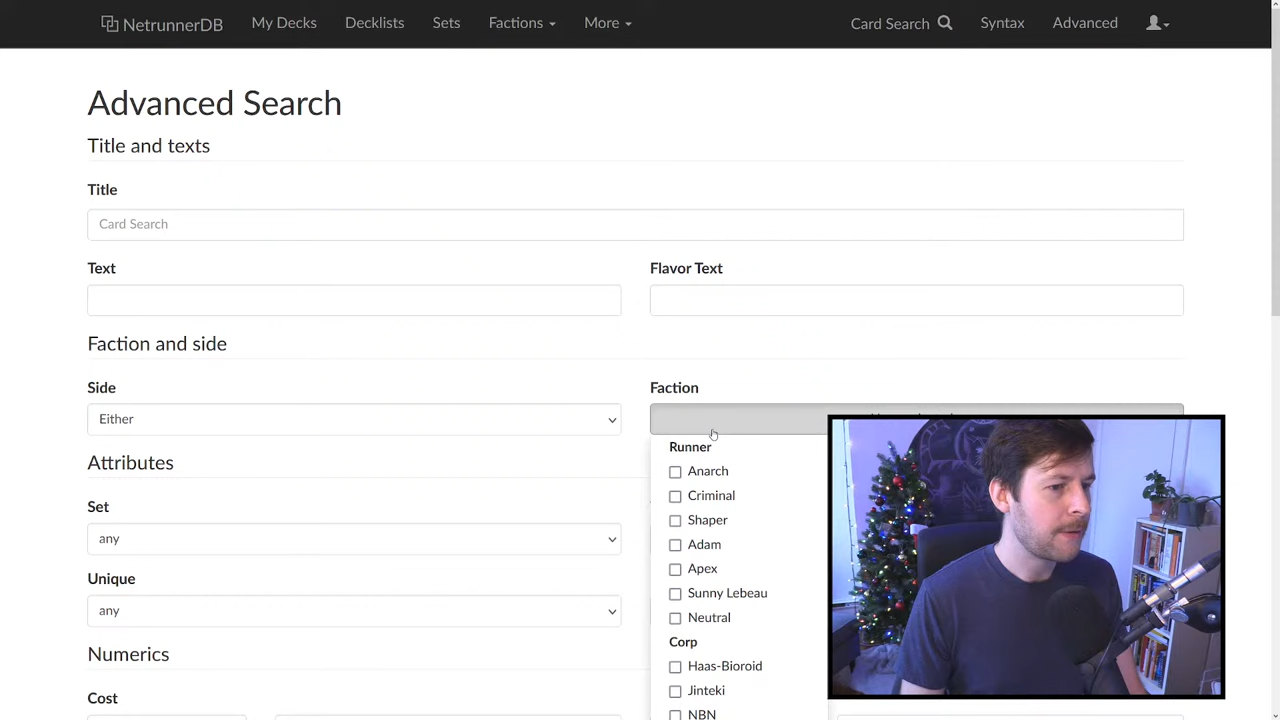 NetrunnerDB My Decks Decklists Sets Factions More Card Search Syntax Advanced
Advanced Search
Title and texts
Title
Card Search
Text Flavor Text
Faction and side
Side Faction
Either
Runner
Attributes
Anarch
Criminal
Set
Shaper
any
Adam
Apex
Unique
Sunny Lebeau
any
Neutral
Corp
Numerics
Haas-Bioroid
Jinteki
Cost
NBN